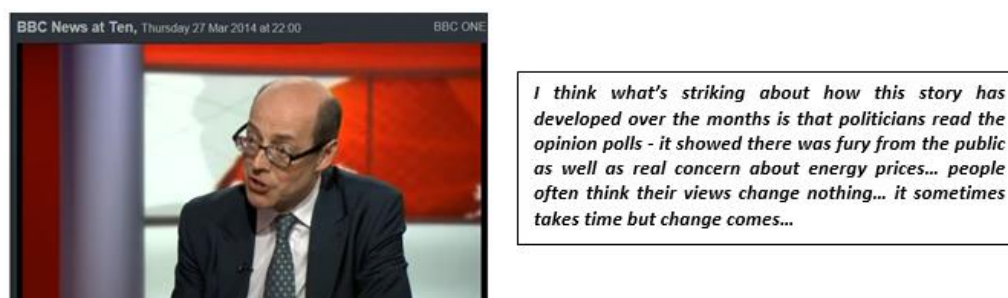 BBC News at Ten, Thursday 27 Mar 2014 at 22:00 BBC ONE
I think what's striking about how this story has
developed over the months is that politicians read the
opinion polls - it showed there was fury from the public
as well as real concern about energy prices... people
often think their views change nothing... it sometimes
takes time but change comes...